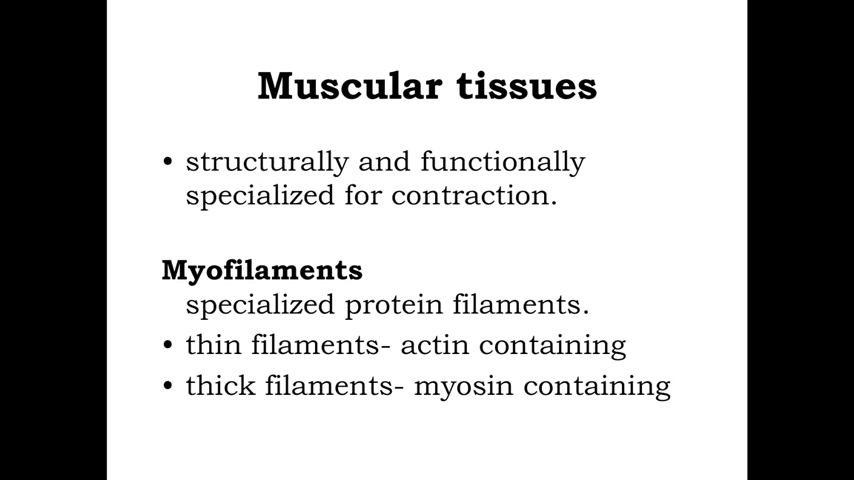 Muscular tissues
• structurally and functionally
specialized for contraction.
Myofilaments
specialized protein filaments.
• thin filaments- actin containing
• thick filaments- myosin containing